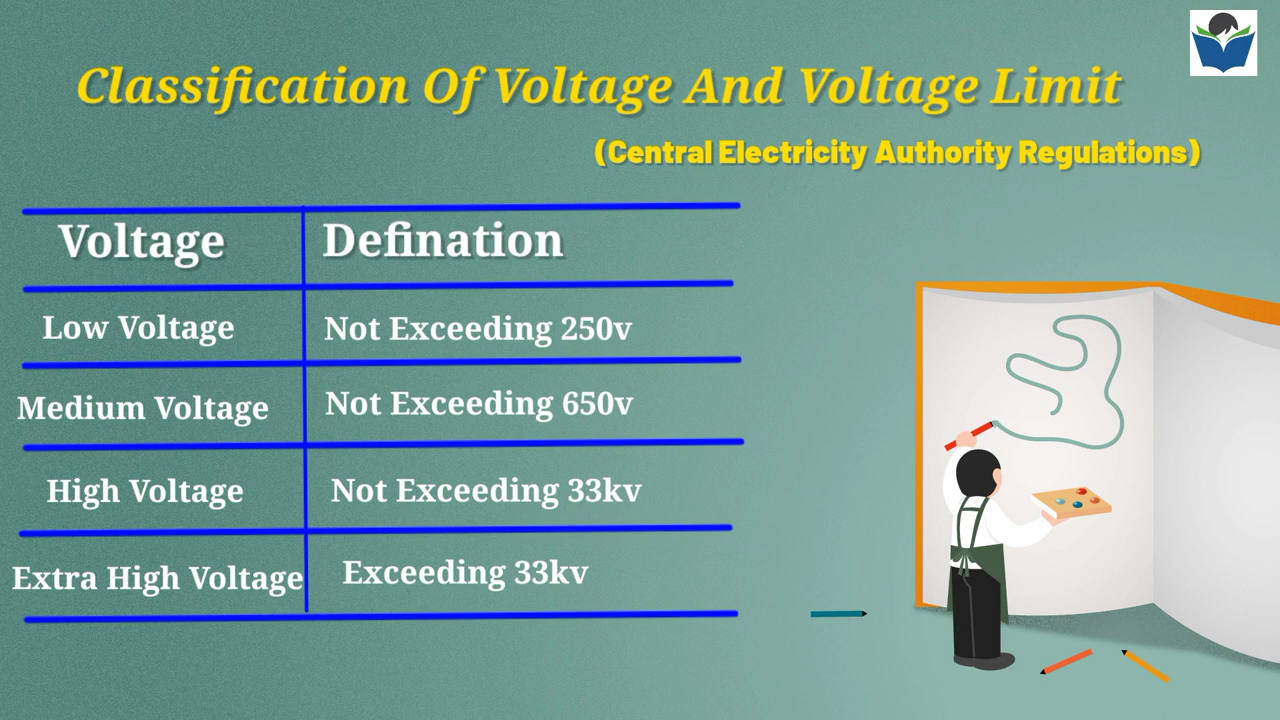 Classification Of Voltage And Voltage Limit
(Central Electricity Authority Regulations)
Voltage Defination
Low Voltage Not Exceeding 250v
Medium Voltage Not Exceeding 650v
High Voltage Not Exceeding 33kv
Extra High Voltage Exceeding 33kv